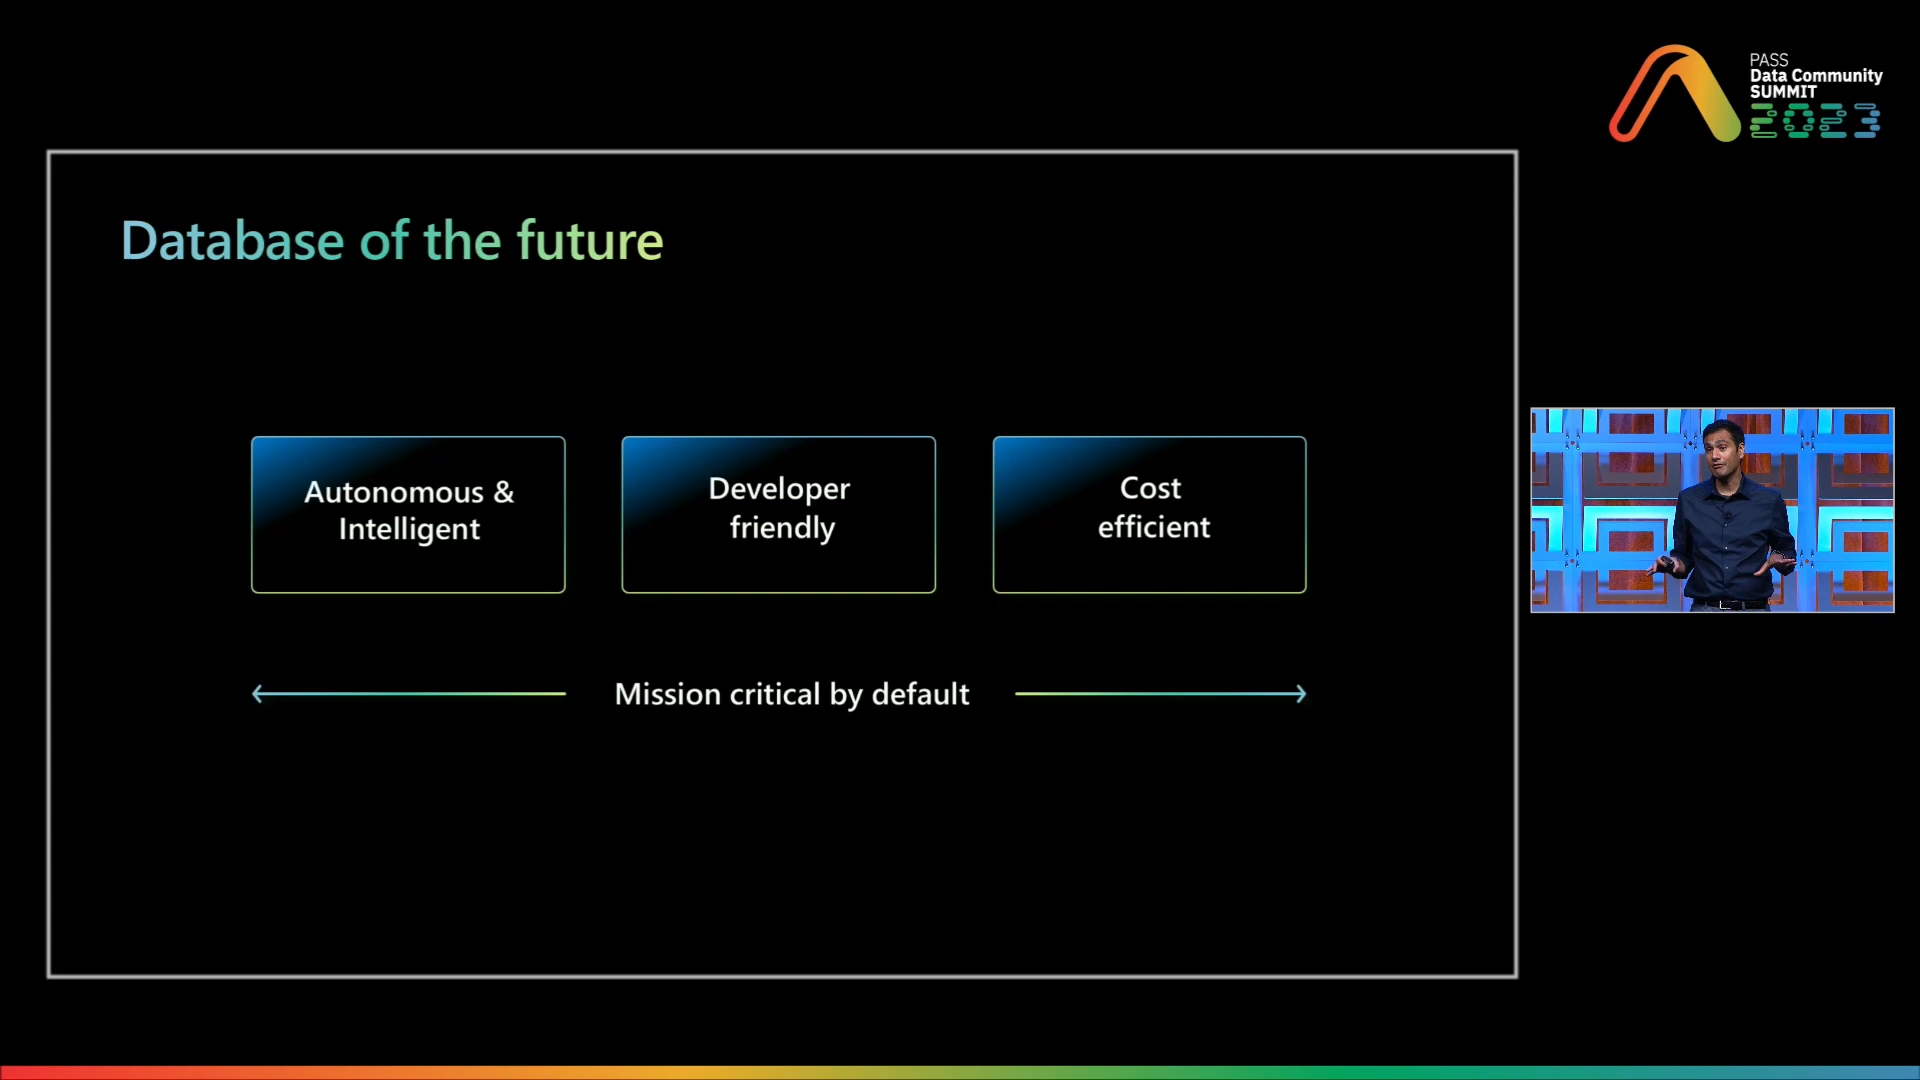 PASS
Data Community
SUMMIT
2023
Database of the future
Autonomous &
Intelligent
Developer
friendly
Cost
efficient
Mission critical by default